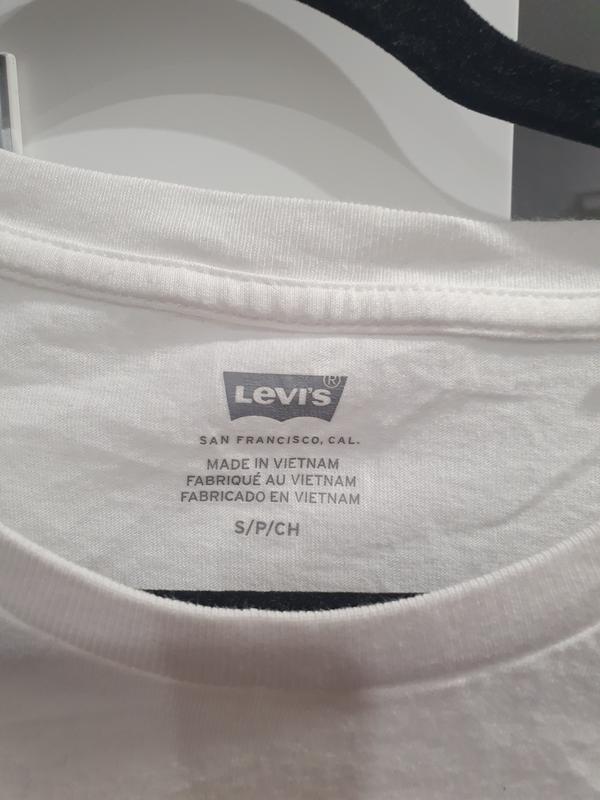 Levi's®
SAN FRANCISCO, CAL.
MADE IN VIETNAM
FABRIQUÉ AU VIETNAM
FABRICADO EN VIETNAM
S/P/CH